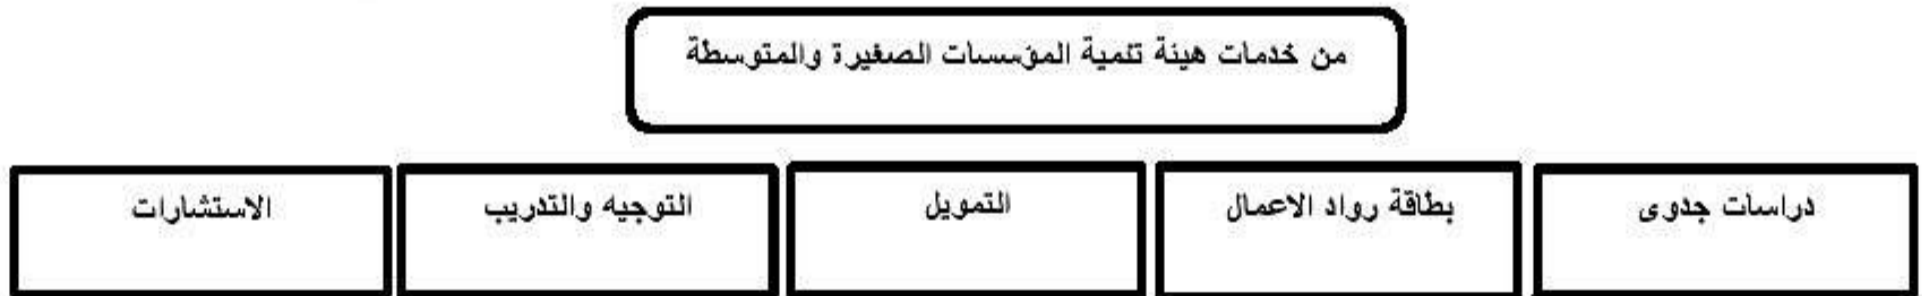 من خدمات هيئة تنمية المؤسسات الصغيرة والمتوسطة
دراسات جدوى
بطاقة رواد الاعمال
التمويل
التوجيه والتدريب
الاستشارات